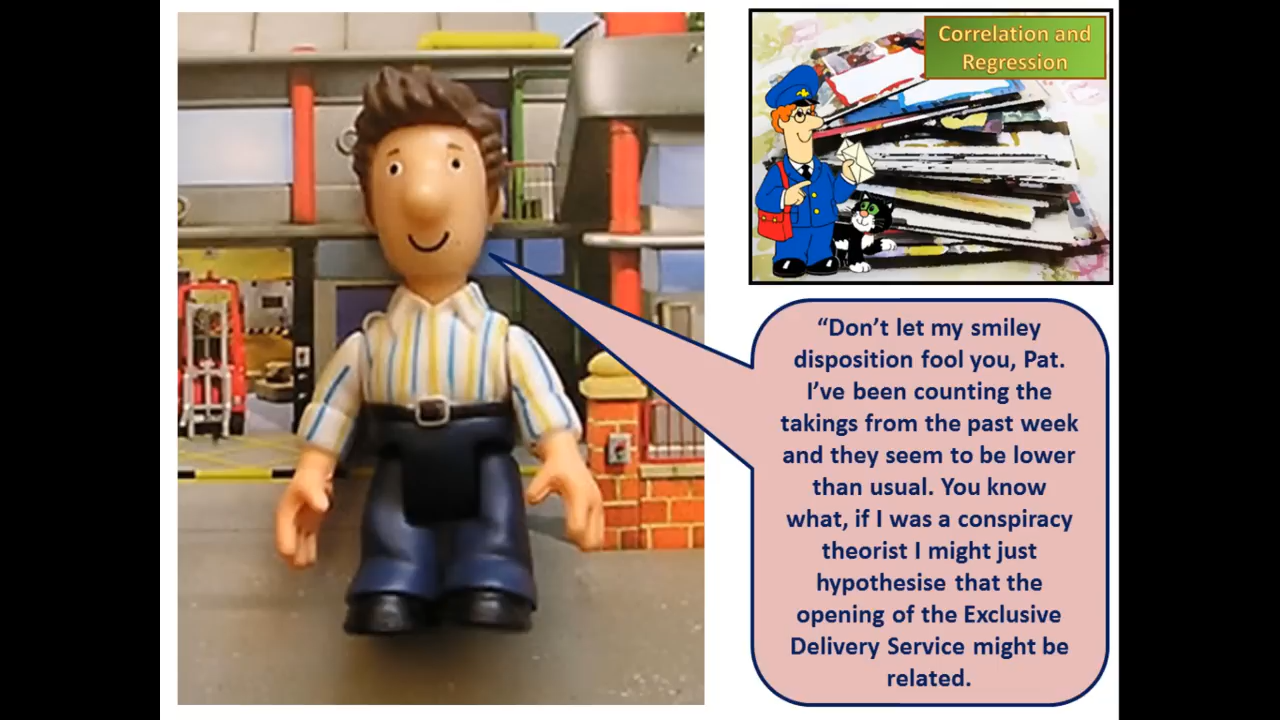 Correlation and
Regression
“Don’t let my smiley
disposition fool you, Pat.
I’ve been counting the
takings from the past week
and they seem to be lower
than usual. You know
what, if I was a conspiracy
theorist I might just
hypothesise that the
opening of the Exclusive
Delivery Service might be
related.